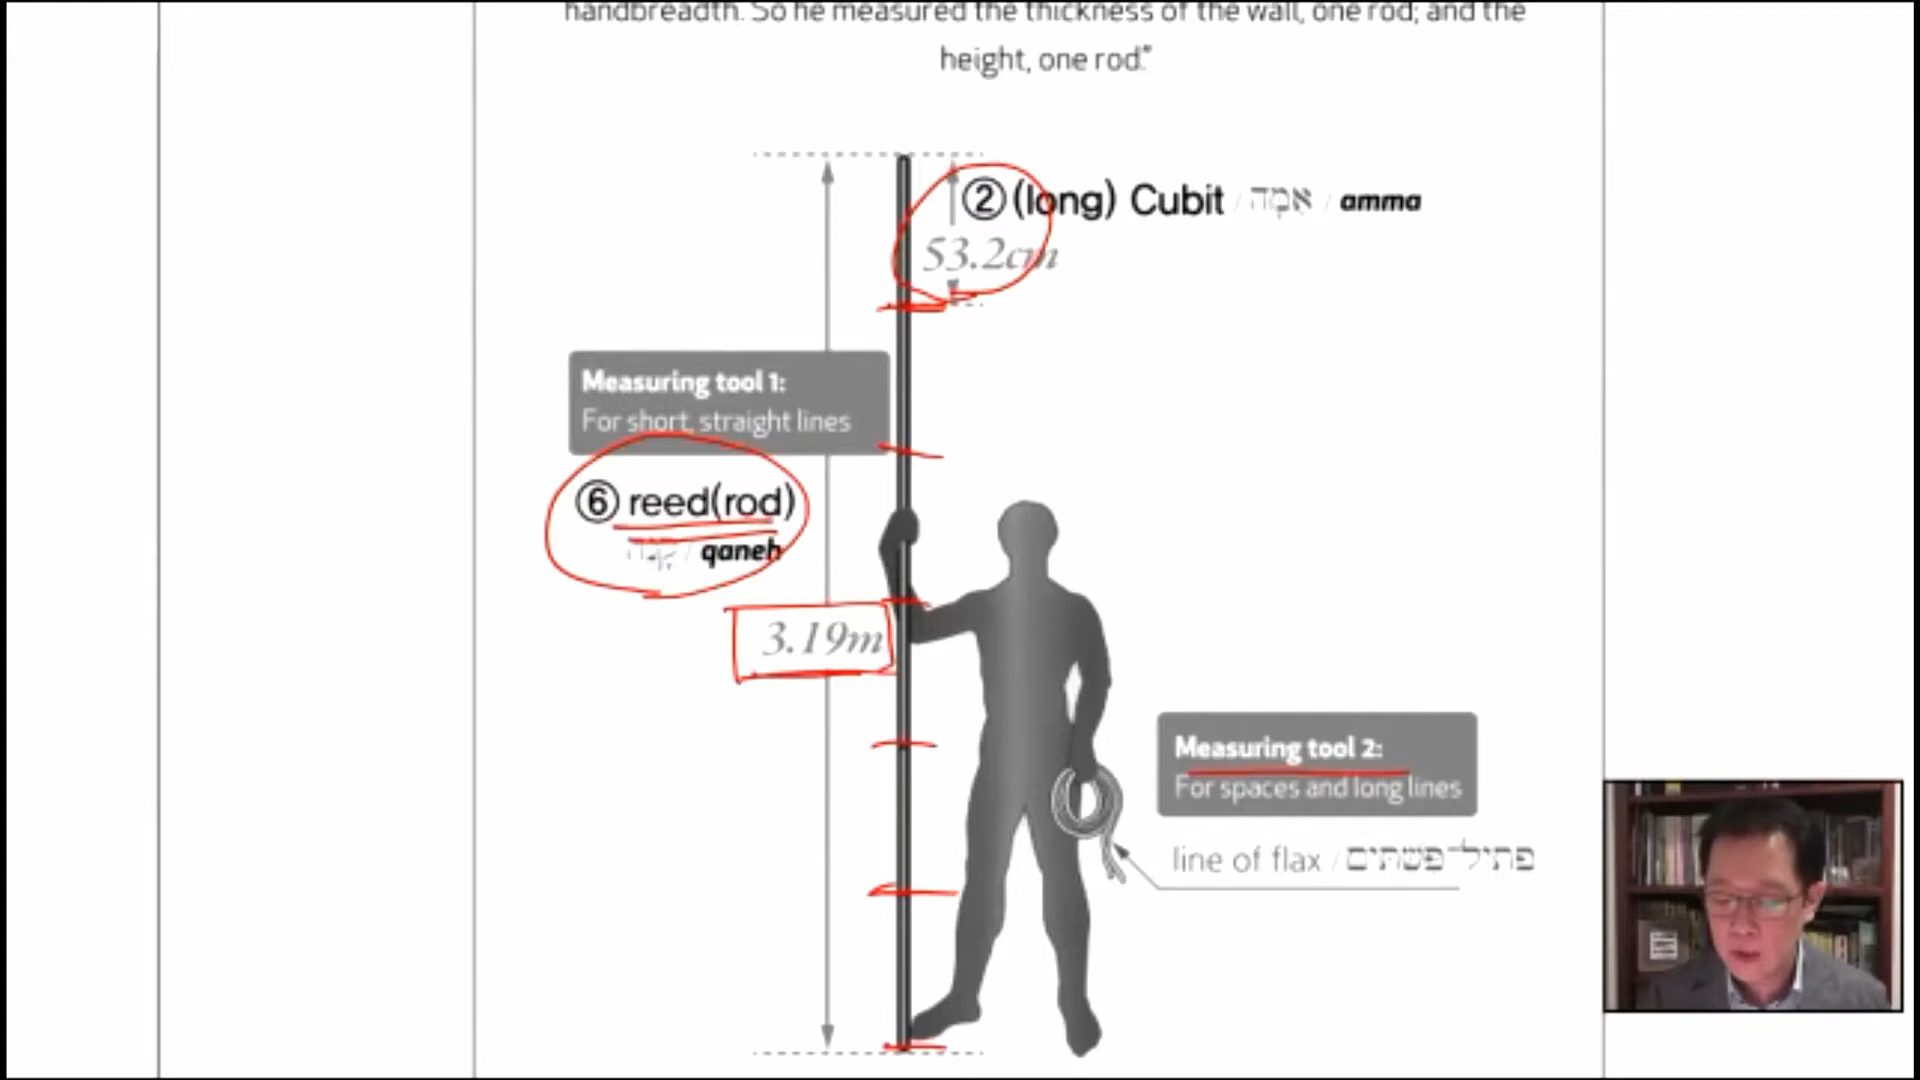 handbreadth. So he measured the thickness of the wall, one rod; and the
height, one rod."
② (long) Cubit / אַמָּה / amma
53.2cm
Measuring tool 1:
For short, straight lines
⑥ reed(rod)
/ qaneh
3.19m
Measuring tool 2:
For spaces and long lines
line of flax / פתיל־פשתים